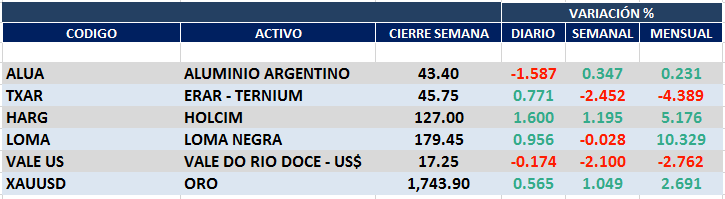 VARIACIÓN %
CODIGO ACTIVO CIERRE SEMANA DIARIO SEMANAL MENSUAL
ALUA ALUMINIO ARGENTINO 43.40 -1.587 0.347 0.231
TXAR ERAR - TERNIUM 45.75 0.771 -2.452 -4.389
HARG HOLCIM 127.00 1.600 1.195 5.176
LOMA LOMA NEGRA 179.45 0.956 -0.028 10.329
VALE US VALE DO RIO DOCE - US$ 17.25 -0.174 -2.100 -2.762
XAUUSD ORO 1,743.90 0.565 1.049 2.691